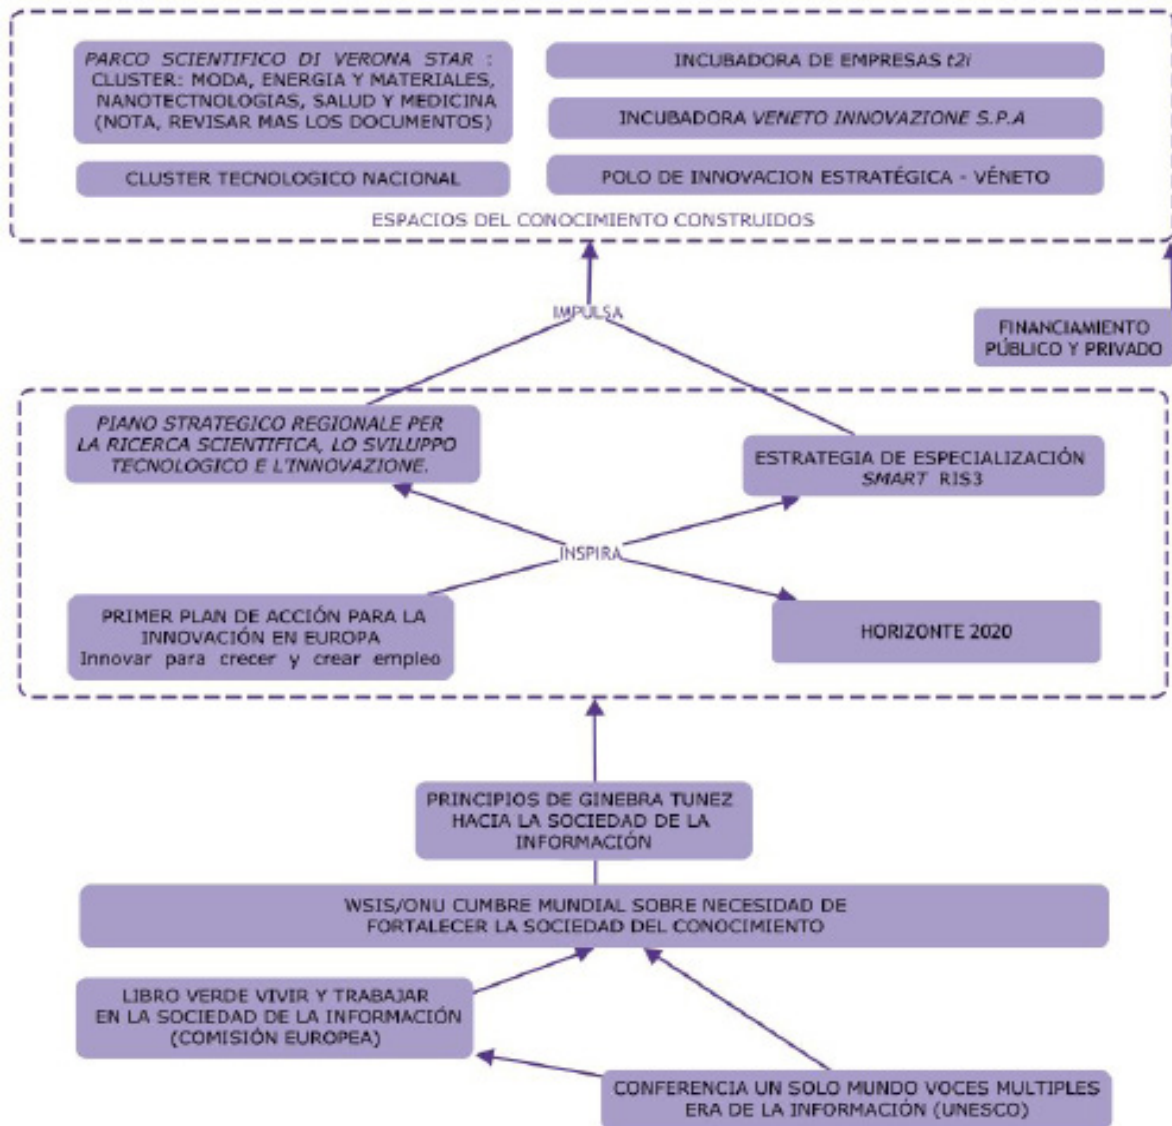 PARCO SCIENTIFICO DI VERONA STAR :
CLUSTER: MODA, ENERGIA Y MATERIALES,
NANOTECTNOLOGIAS, SALUD Y MEDICINA
(NOTA, REVISAR MAS LOS DOCUMENTOS)
CLUSTER TECNOLOGICO NACIONAL
INCUBADORA DE EMPRESAS t2i
INCUBADORA VENETO INNOVAZIONE S.P.A
POLO DE INNOVACION ESTRATÉGICA - VÉNETO
ESPACIOS DEL CONOCIMIENTO CONSTRUIDOS
IMPULSA
FINANCIAMIENTO
PÚBLICO Y PRIVADO
PIANO STRATEGICO REGIONALE PER
LA RICERCA SCIENTIFICA, LO SVILUPPO
TECNOLOGICO E L'INNOVAZIONE.
ESTRATEGIA DE ESPECIALIZACIÓN
SMART RIS3
INSPIRA
PRIMER PLAN DE ACCIÓN PARA LA
INNOVACIÓN EN EUROPA
Innovar para crecer y crear empleo
HORIZONTE 2020
PRINCIPIOS DE GINEBRA TUNEZ
HACIA LA SOCIEDAD DE LA
INFORMACIÓN
WSIS/ONU CUMBRE MUNDIAL SOBRE NECESIDAD DE
FORTALECER LA SOCIEDAD DEL CONOCIMIENTO
LIBRO VERDE VIVIR Y TRABAJAR
EN LA SOCIEDAD DE LA INFORMACIÓN
(COMISIÓN EUROPEA)
CONFERENCIA UN SOLO MUNDO VOCES MULTIPLES
ERA DE LA INFORMACIÓN (UNESCO)